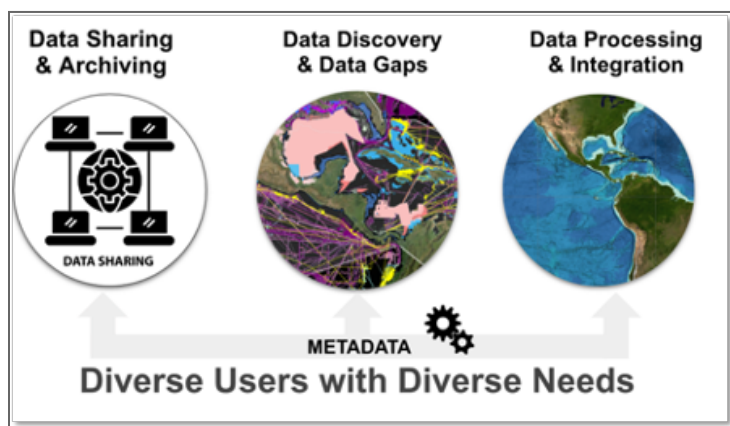 Data Sharing
& Archiving
Data Discovery
& Data Gaps
Data Processing
& Integration
DATA SHARING
METADATA
Diverse Users with Diverse Needs